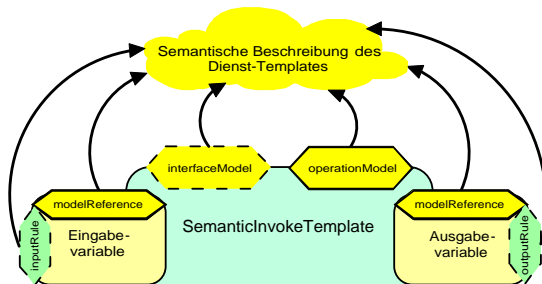 Semantische Beschreibung des
Dienst-Templates
interfaceModel
operationModel
modelReference
modelReference
inputRule
Eingabe-
variable
SemanticInvokeTemplate
Ausgabe-
variable
outputRule